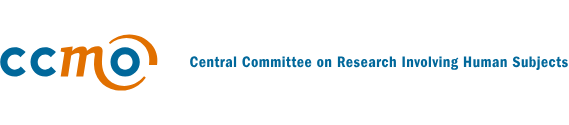 ccmo Central Committee on Research Involving Human Subjects